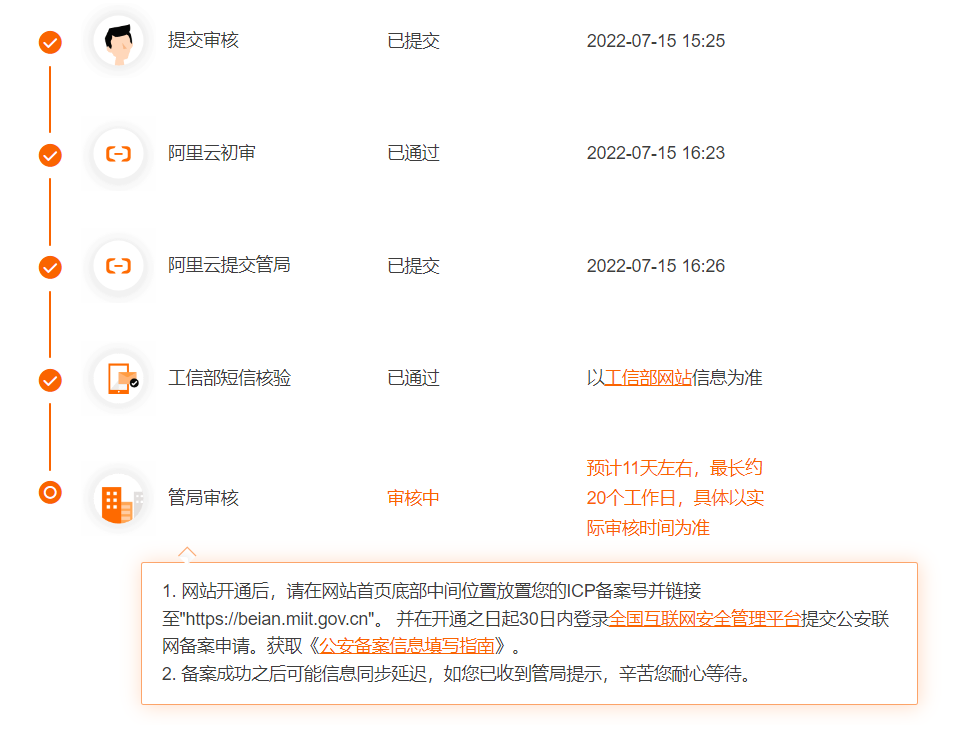 提交审核 已提交 2022-07-15 15:25
阿里云初审 已通过 2022-07-15 16:23
阿里云提交管局 已提交 2022-07-15 16:26
工信部短信核验 已通过 以工信部网站信息为准
管局审核 审核中 预计11天左右，最长约
20个工作日，具体以实
际审核时间为准
1. 网站开通后，请在网站首页底部中间位置放置您的ICP备案号并链接
至"https://beian.miit.gov.cn"。 并在开通之日起30日内登录全国互联网安全管理平台提交公安联
网备案申请。获取《公安备案信息填写指南》。
2. 备案成功之后可能信息同步延迟，如您已收到管局提示，辛苦您耐心等待。